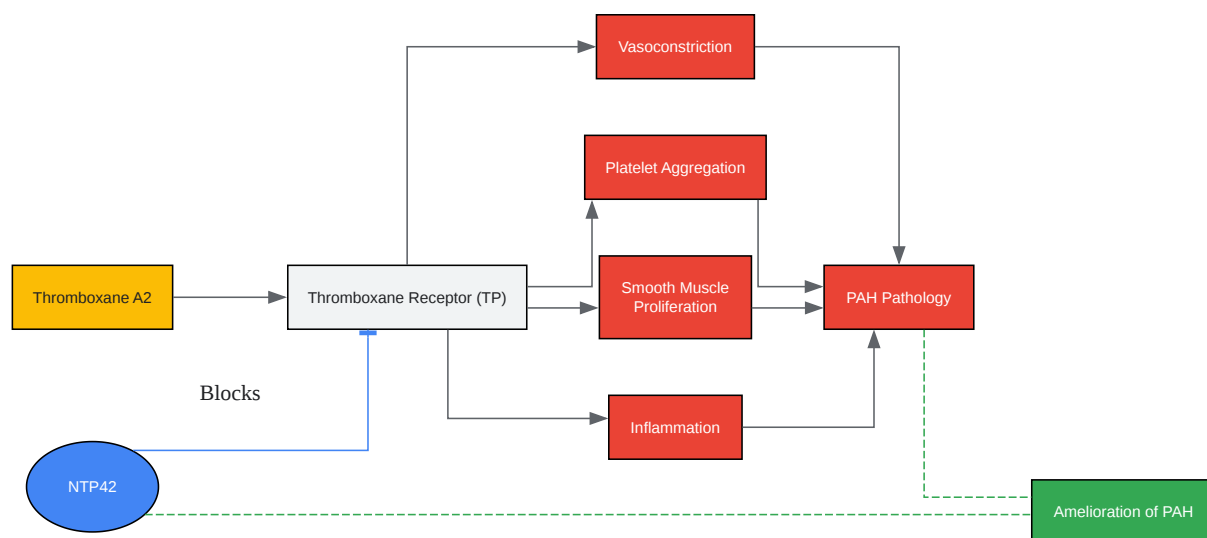 Vasoconstriction
Platelet Aggregation
Thromboxane A2
Thromboxane Receptor (TP)
Smooth Muscle
Proliferation
PAH Pathology
Blocks
Inflammation
NTP42
Amelioration of PAH